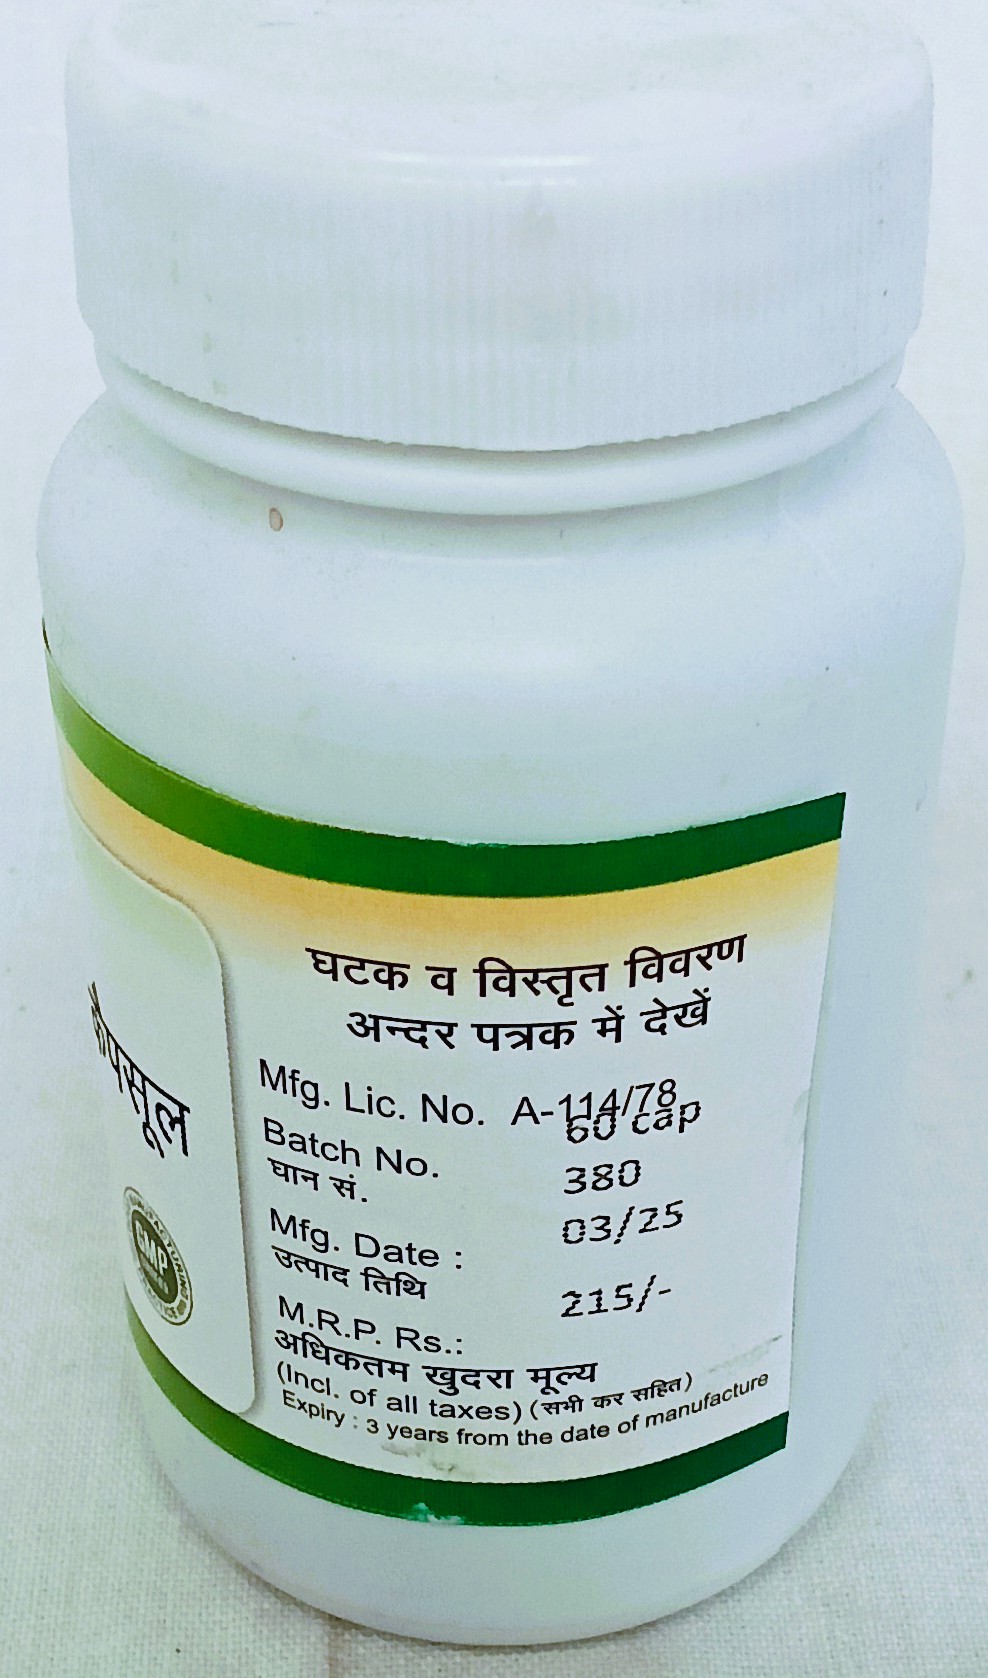 घटक व विस्तृत विवरण
अन्दर पत्रक में देखें
Mfg. Lic. No. A-114/78
60 cap
Batch No. 380
घान सं.
Mfg. Date : 03/25
उत्पाद तिथि
M.R.P. Rs.: 215/-
अधिकतम खुदरा मूल्य
(Incl. of all taxes) (सभी कर सहित)
Expiry : 3 years from the date of manufacture
कैपसूल
GMP